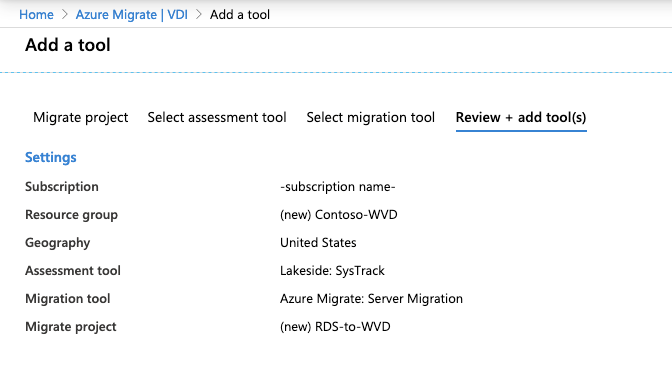 Home > Azure Migrate | VDI > Add a tool
Add a tool
Migrate project Select assessment tool Select migration tool Review + add tool(s)
Settings
Subscription -subscription name-
Resource group (new) Contoso-WVD
Geography United States
Assessment tool Lakeside: SysTrack
Migration tool Azure Migrate: Server Migration
Migrate project (new) RDS-to-WVD